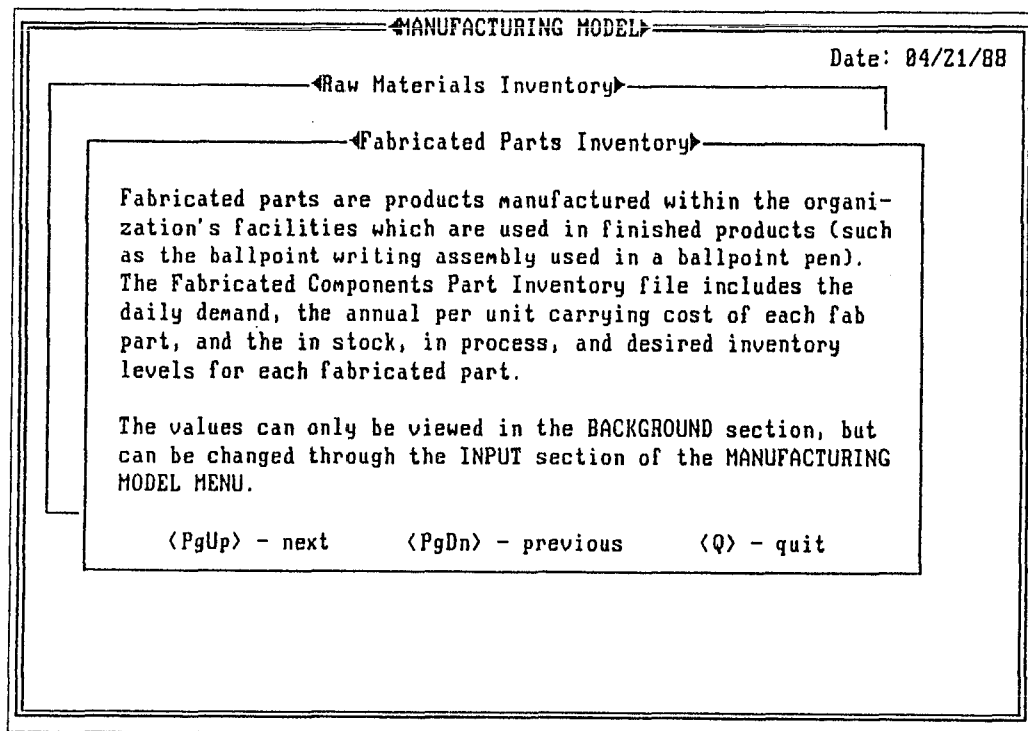 MANUFACTURING MODEL
Date: 04/21/88
Raw Materials Inventory
Fabricated Parts Inventory
Fabricated parts are products manufactured within the organi-
zation's facilities which are used in finished products (such
as the ballpoint writing assembly used in a ballpoint pen).
The Fabricated Components Part Inventory file includes the
daily demand, the annual per unit carrying cost of each fab
part, and the in stock, in process, and desired inventory
levels for each fabricated part.
The values can only be viewed in the BACKGROUND section, but
can be changed through the INPUT section of the MANUFACTURING
MODEL MENU.
<PgUp> - next <PgDn> - previous <Q> - quit